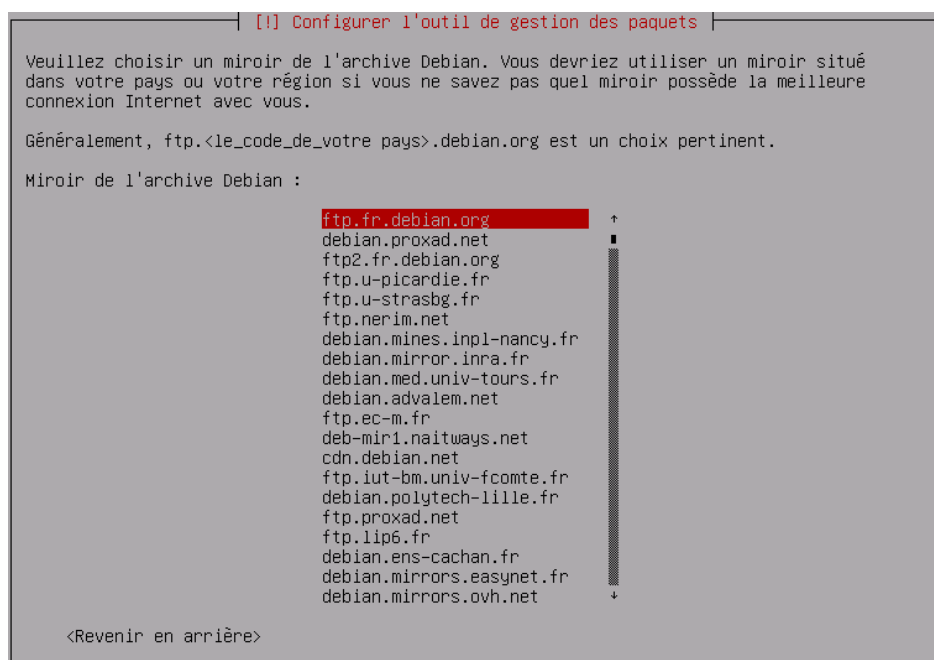 [!] Configurer l'outil de gestion des paquets
Veuillez choisir un miroir de l'archive Debian. Vous devriez utiliser un miroir situé
dans votre pays ou votre région si vous ne savez pas quel miroir possède la meilleure
connexion Internet avec vous.
Généralement, ftp.<le_code_de_votre pays>.debian.org est un choix pertinent.
Miroir de l'archive Debian :
ftp.fr.debian.org
debian.proxad.net
ftp2.fr.debian.org
ftp.u-picardie.fr
ftp.u-strasbg.fr
ftp.nerim.net
debian.mines.inpl-nancy.fr
debian.mirror.inra.fr
debian.med.univ-tours.fr
debian.advalem.net
ftp.ec-m.fr
deb-mir1.naitways.net
cdn.debian.net
ftp.iut-bm.univ-fcomte.fr
debian.polytech-lille.fr
ftp.proxad.net
ftp.lip6.fr
debian.ens-cachan.fr
debian.mirrors.easynet.fr
debian.mirrors.ovh.net
<Revenir en arrière>